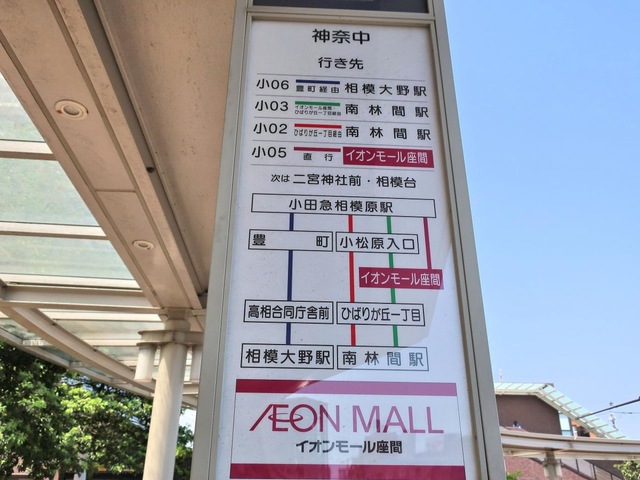 神奈中
行き先
小06 豊町経由 相模大野駅
小03 イオンモール座間 ひばりが丘一丁目経由 南林間駅
小02 ひばりが丘一丁目経由 南林間駅
小05 直行 イオンモール座間
次は 二宮神社前・相模台
小田急相模原駅
豊町 小松原入口
イオンモール座間
高相合同庁舎前 ひばりが丘一丁目
相模大野駅 南林間駅
ÆON MALL
イオンモール座間